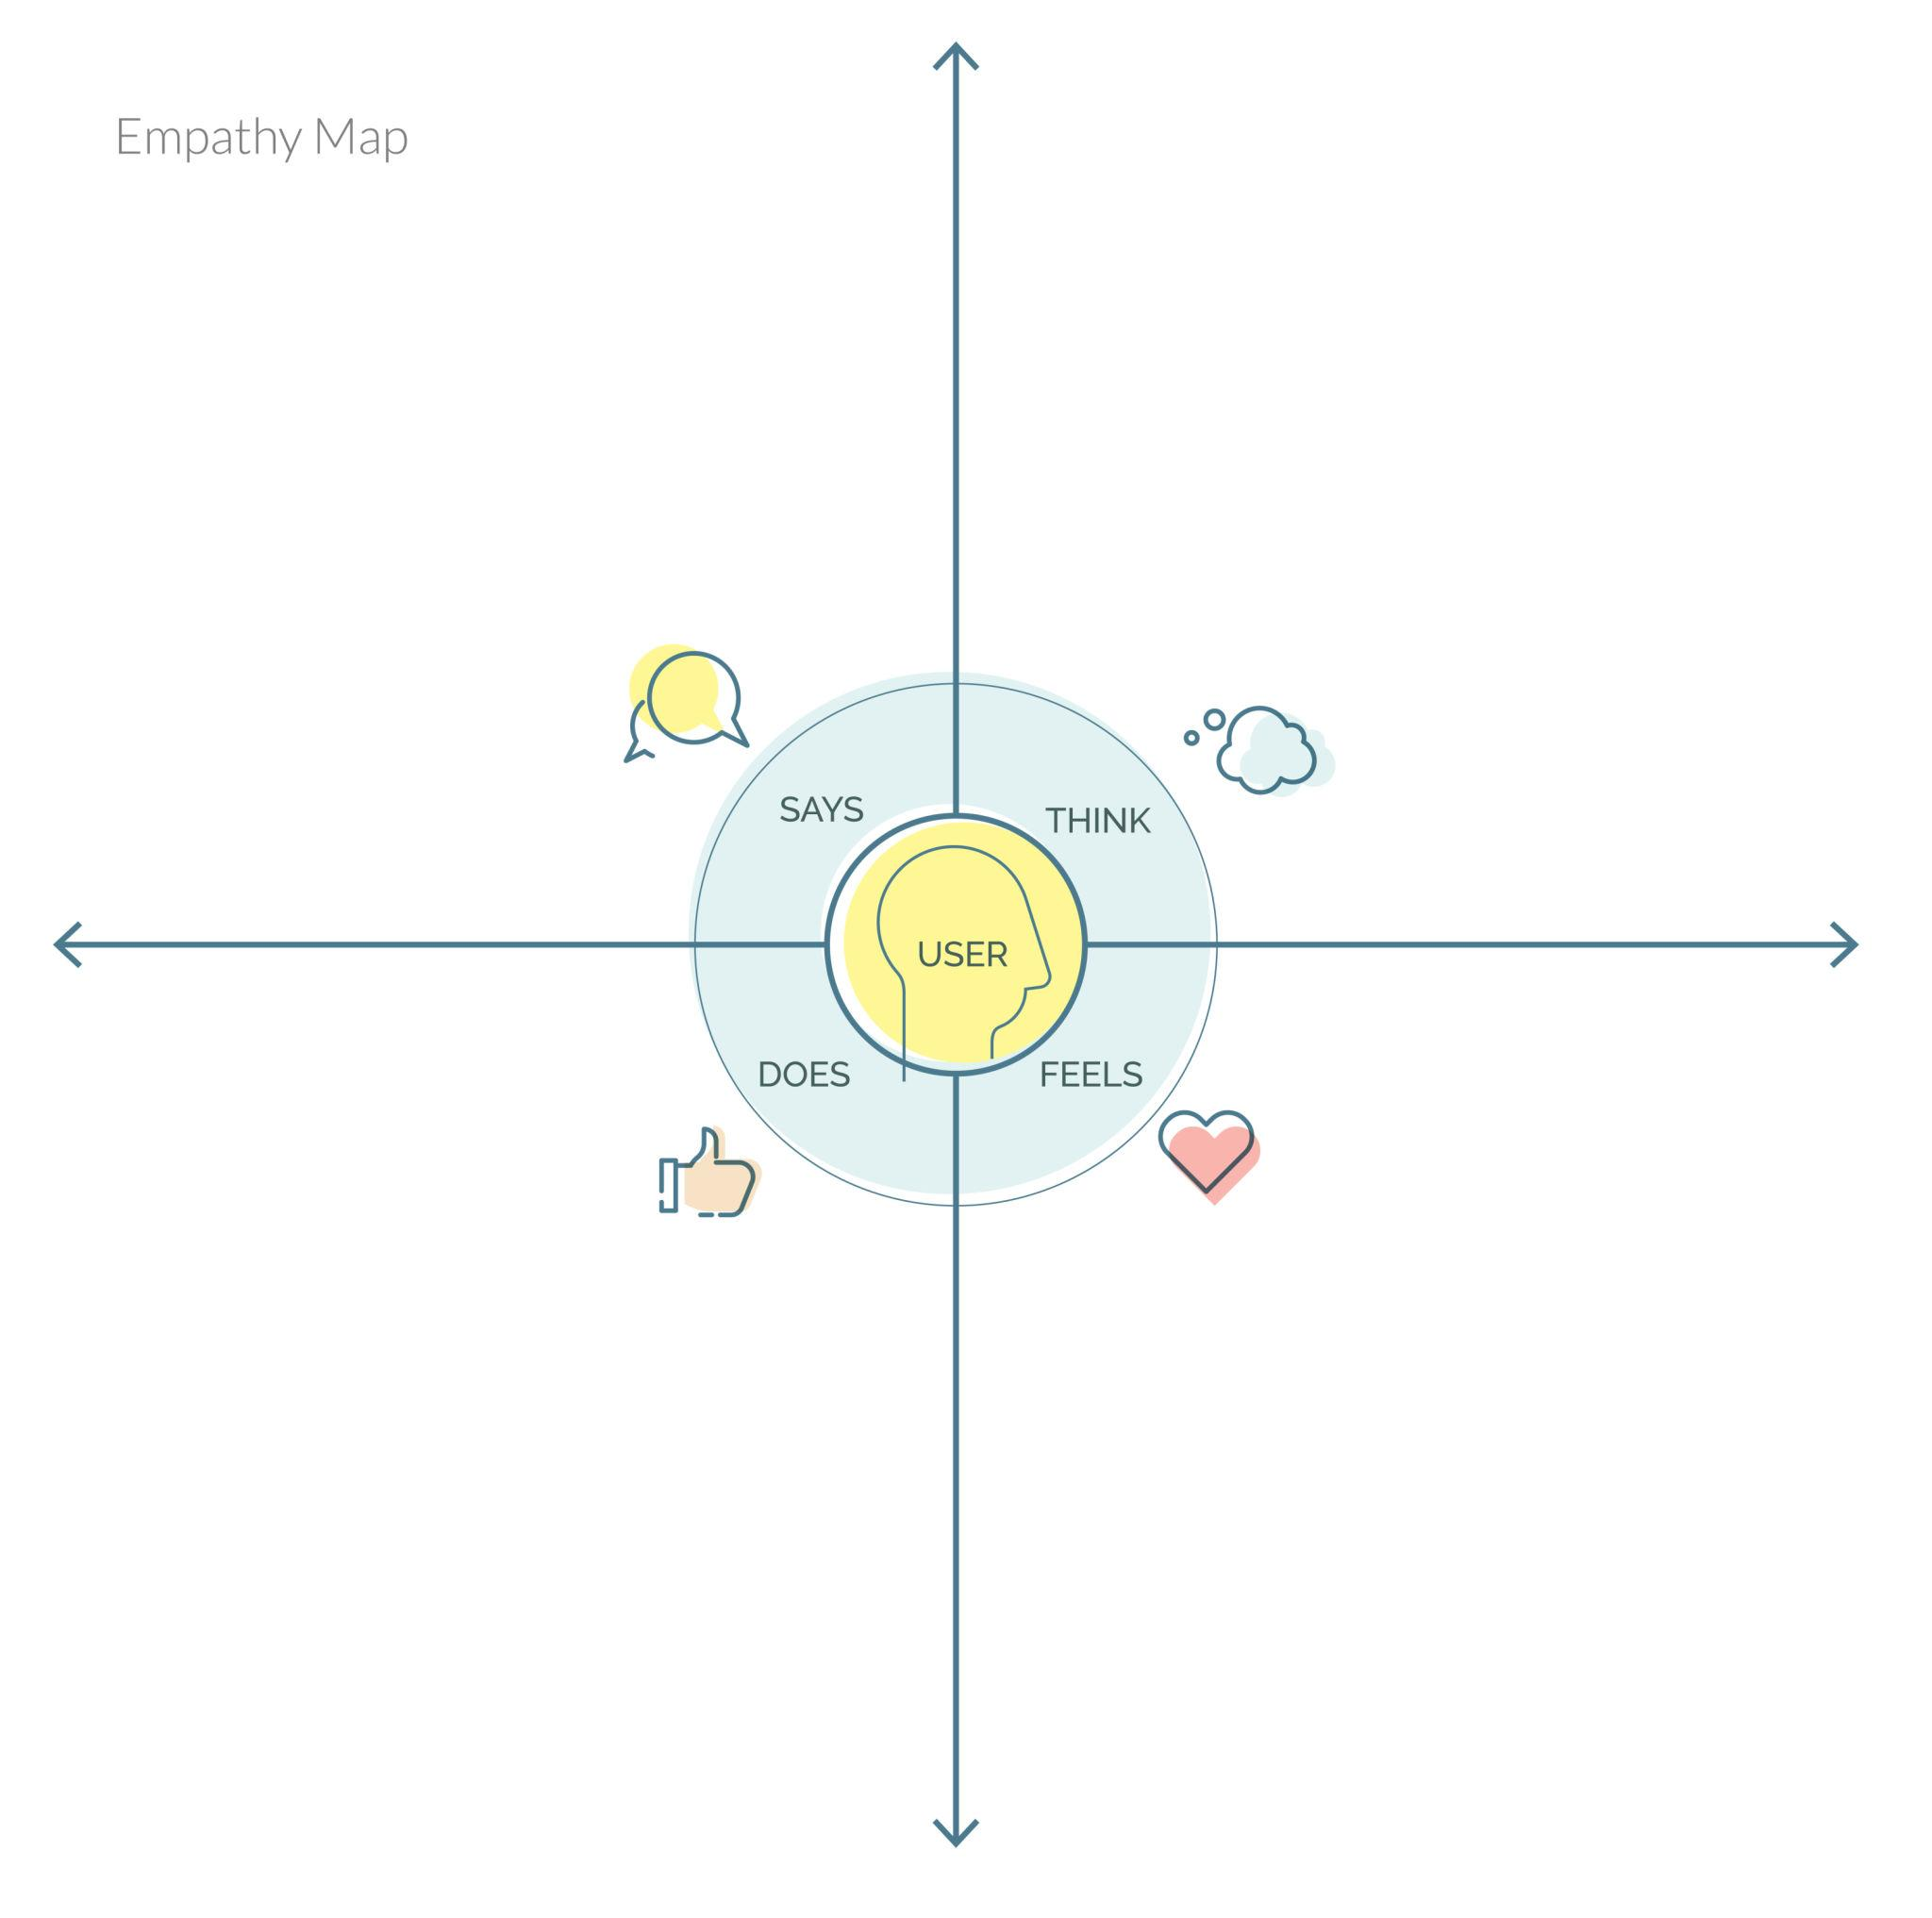 Empathy Map
SAYS
THINK
USER
DOES
FEELS